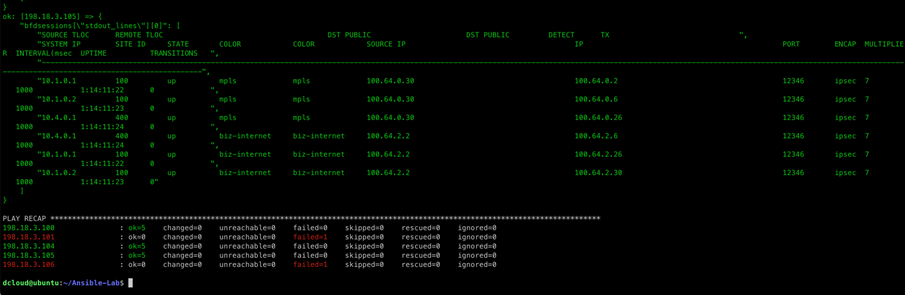 }
ok: [198.18.3.105] => {
"bfdsessions[\"stdout_lines\"][0]": [
"SOURCE TLOC REMOTE TLOC DST PUBLIC DST PUBLIC DETECT TX ",
"SYSTEM IP SITE ID STATE COLOR COLOR SOURCE IP IP PORT ENCAP MULTIPLIE
R INTERVAL(msec UPTIME TRANSITIONS ",
"----------------------------------------------------------------------------------------------------------------------------------------------------------------
--------------------------------------------",
"10.1.0.1 100 up mpls mpls 100.64.0.30 100.64.0.2 12346 ipsec 7
1000 1:14:11:22 0 ",
"10.1.0.2 100 up mpls mpls 100.64.0.30 100.64.0.6 12346 ipsec 7
1000 1:14:11:23 0 ",
"10.4.0.1 400 up mpls mpls 100.64.0.30 100.64.0.26 12346 ipsec 7
1000 1:14:11:24 0 ",
"10.4.0.1 400 up biz-internet biz-internet 100.64.2.2 100.64.2.6 12346 ipsec 7
1000 1:14:11:24 0 ",
"10.1.0.1 100 up biz-internet biz-internet 100.64.2.2 100.64.2.26 12346 ipsec 7
1000 1:14:11:22 0 ",
"10.1.0.2 100 up biz-internet biz-internet 100.64.2.2 100.64.2.30 12346 ipsec 7
1000 1:14:11:23 0"
]
}
PLAY RECAP *********************************************************************************************************************************
198.18.3.100 : ok=5 changed=0 unreachable=0 failed=0 skipped=0 rescued=0 ignored=0
198.18.3.101 : ok=0 changed=0 unreachable=0 failed=1 skipped=0 rescued=0 ignored=0
198.18.3.104 : ok=5 changed=0 unreachable=0 failed=0 skipped=0 rescued=0 ignored=0
198.18.3.105 : ok=5 changed=0 unreachable=0 failed=0 skipped=0 rescued=0 ignored=0
198.18.3.106 : ok=0 changed=0 unreachable=0 failed=1 skipped=0 rescued=0 ignored=0
dcloud@ubuntu:~/Ansible-Lab$